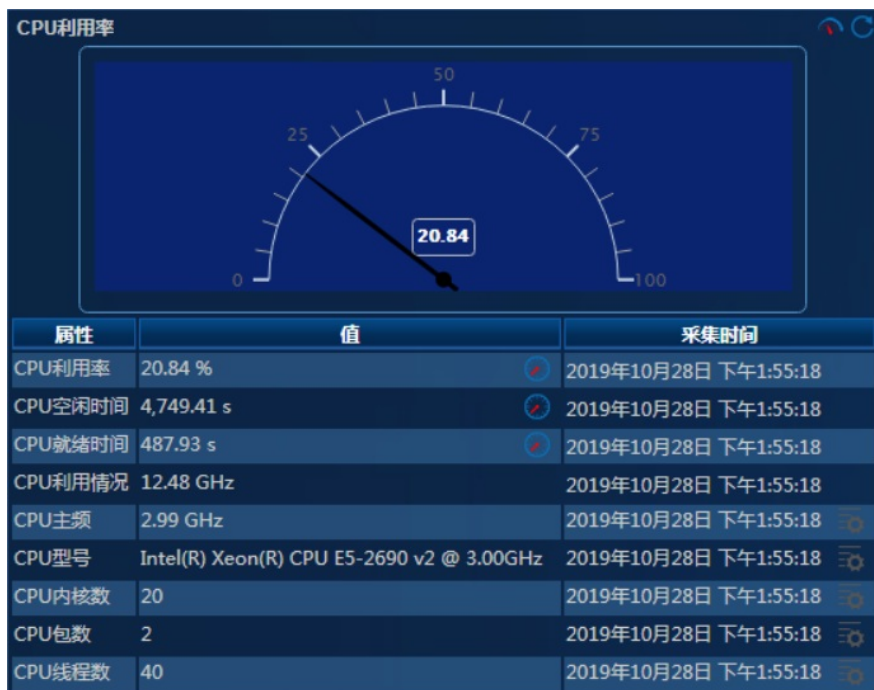 CPU利用率
50
25
75
20.84
0
100
属性 值 采集时间
CPU利用率 20.84 % 2019年10月28日 下午1:55:18
CPU空闲时间 4,749.41 s 2019年10月28日 下午1:55:18
CPU就绪时间 487.93 s 2019年10月28日 下午1:55:18
CPU利用情况 12.48 GHz 2019年10月28日 下午1:55:18
CPU主频 2.99 GHz 2019年10月28日 下午1:55:18
CPU型号 Intel(R) Xeon(R) CPU E5-2690 v2 @ 3.00GHz 2019年10月28日 下午1:55:18
CPU内核数 20 2019年10月28日 下午1:55:18
CPU包数 2 2019年10月28日 下午1:55:18
CPU线程数 40 2019年10月28日 下午1:55:18